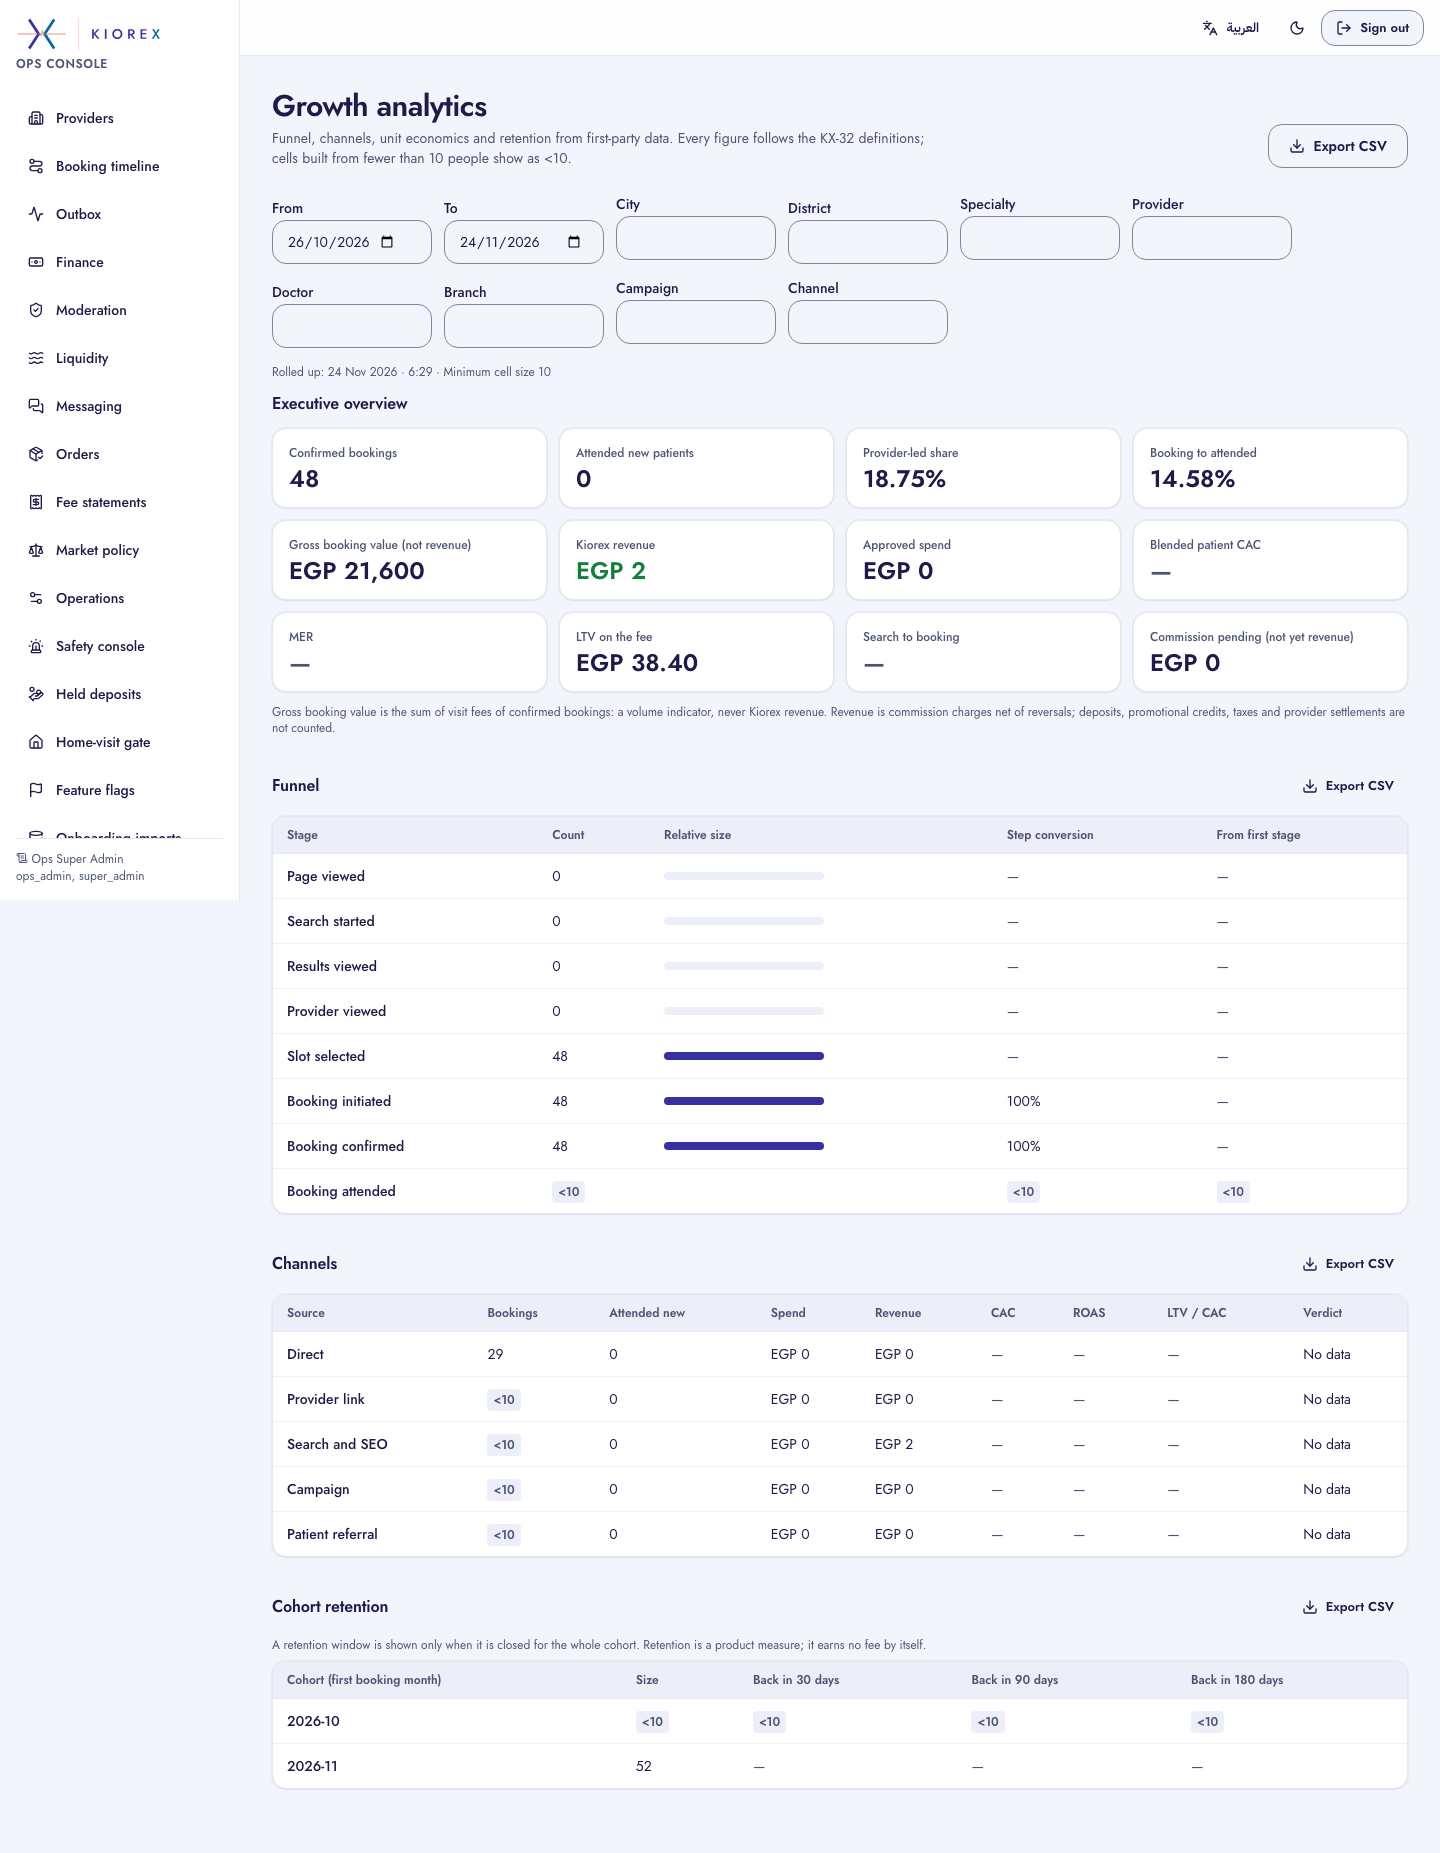 KIOREX
OPS CONSOLE
Providers
Booking timeline
Outbox
Finance
Moderation
Liquidity
Messaging
Orders
Fee statements
Market policy
Operations
Safety console
Held deposits
Home-visit gate
Feature flags
Onboarding imports
Ops Super Admin
ops_admin, super_admin
العربية
Sign out
Growth analytics
Funnel, channels, unit economics and retention from first-party data. Every figure follows the KX-32 definitions;
cells built from fewer than 10 people show as <10.
Export CSV
From To City District Specialty Provider
26/10/2026 24/11/2026
Doctor Branch Campaign Channel
Rolled up: 24 Nov 2026 · 6:29 · Minimum cell size 10
Executive overview
Confirmed bookings
48
Attended new patients
0
Provider-led share
18.75%
Booking to attended
14.58%
Gross booking value (not revenue)
EGP 21,600
Kiorex revenue
EGP 2
Approved spend
EGP 0
Blended patient CAC
—
MER
—
LTV on the fee
EGP 38.40
Search to booking
—
Commission pending (not yet revenue)
EGP 0
Gross booking value is the sum of visit fees of confirmed bookings: a volume indicator, never Kiorex revenue. Revenue is commission charges net of reversals; deposits, promotional credits, taxes and provider settlements are
not counted.
Funnel
Export CSV
Stage Count Relative size Step conversion From first stage
Page viewed 0 — —
Search started 0 — —
Results viewed 0 — —
Provider viewed 0 — —
Slot selected 48 — —
Booking initiated 48 100% —
Booking confirmed 48 100% —
Booking attended <10 <10 <10
Channels
Export CSV
Source Bookings Attended new Spend Revenue CAC ROAS LTV / CAC Verdict
Direct 29 0 EGP 0 EGP 0 — — — No data
Provider link <10 0 EGP 0 EGP 0 — — — No data
Search and SEO <10 0 EGP 0 EGP 2 — — — No data
Campaign <10 0 EGP 0 EGP 0 — — — No data
Patient referral <10 0 EGP 0 EGP 0 — — — No data
Cohort retention
Export CSV
A retention window is shown only when it is closed for the whole cohort. Retention is a product measure; it earns no fee by itself.
Cohort (first booking month) Size Back in 30 days Back in 90 days Back in 180 days
2026-10 <10 <10 <10 <10
2026-11 52 — — —